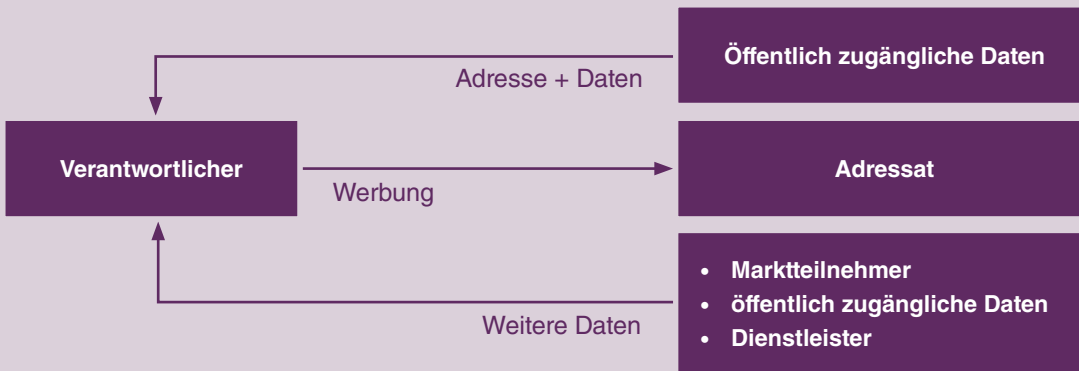 Öffentlich zugängliche Daten
Adresse + Daten
Verantwortlicher
Werbung
Adressat
• Marktteilnehmer
• öffentlich zugängliche Daten
• Dienstleister
Weitere Daten